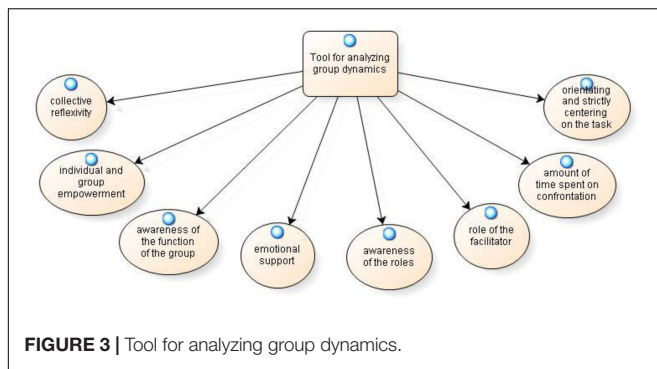 Tool for analyzing
group dynamics
collective
reflexivity
individual and
group
empowerment
awareness of
the function
of the group
emotional
support
awareness
of the roles
role of the
facilitator
amount of
time spent on
confrontation
orientating
and strictly
centering
on the task
FIGURE 3 | Tool for analyzing group dynamics.